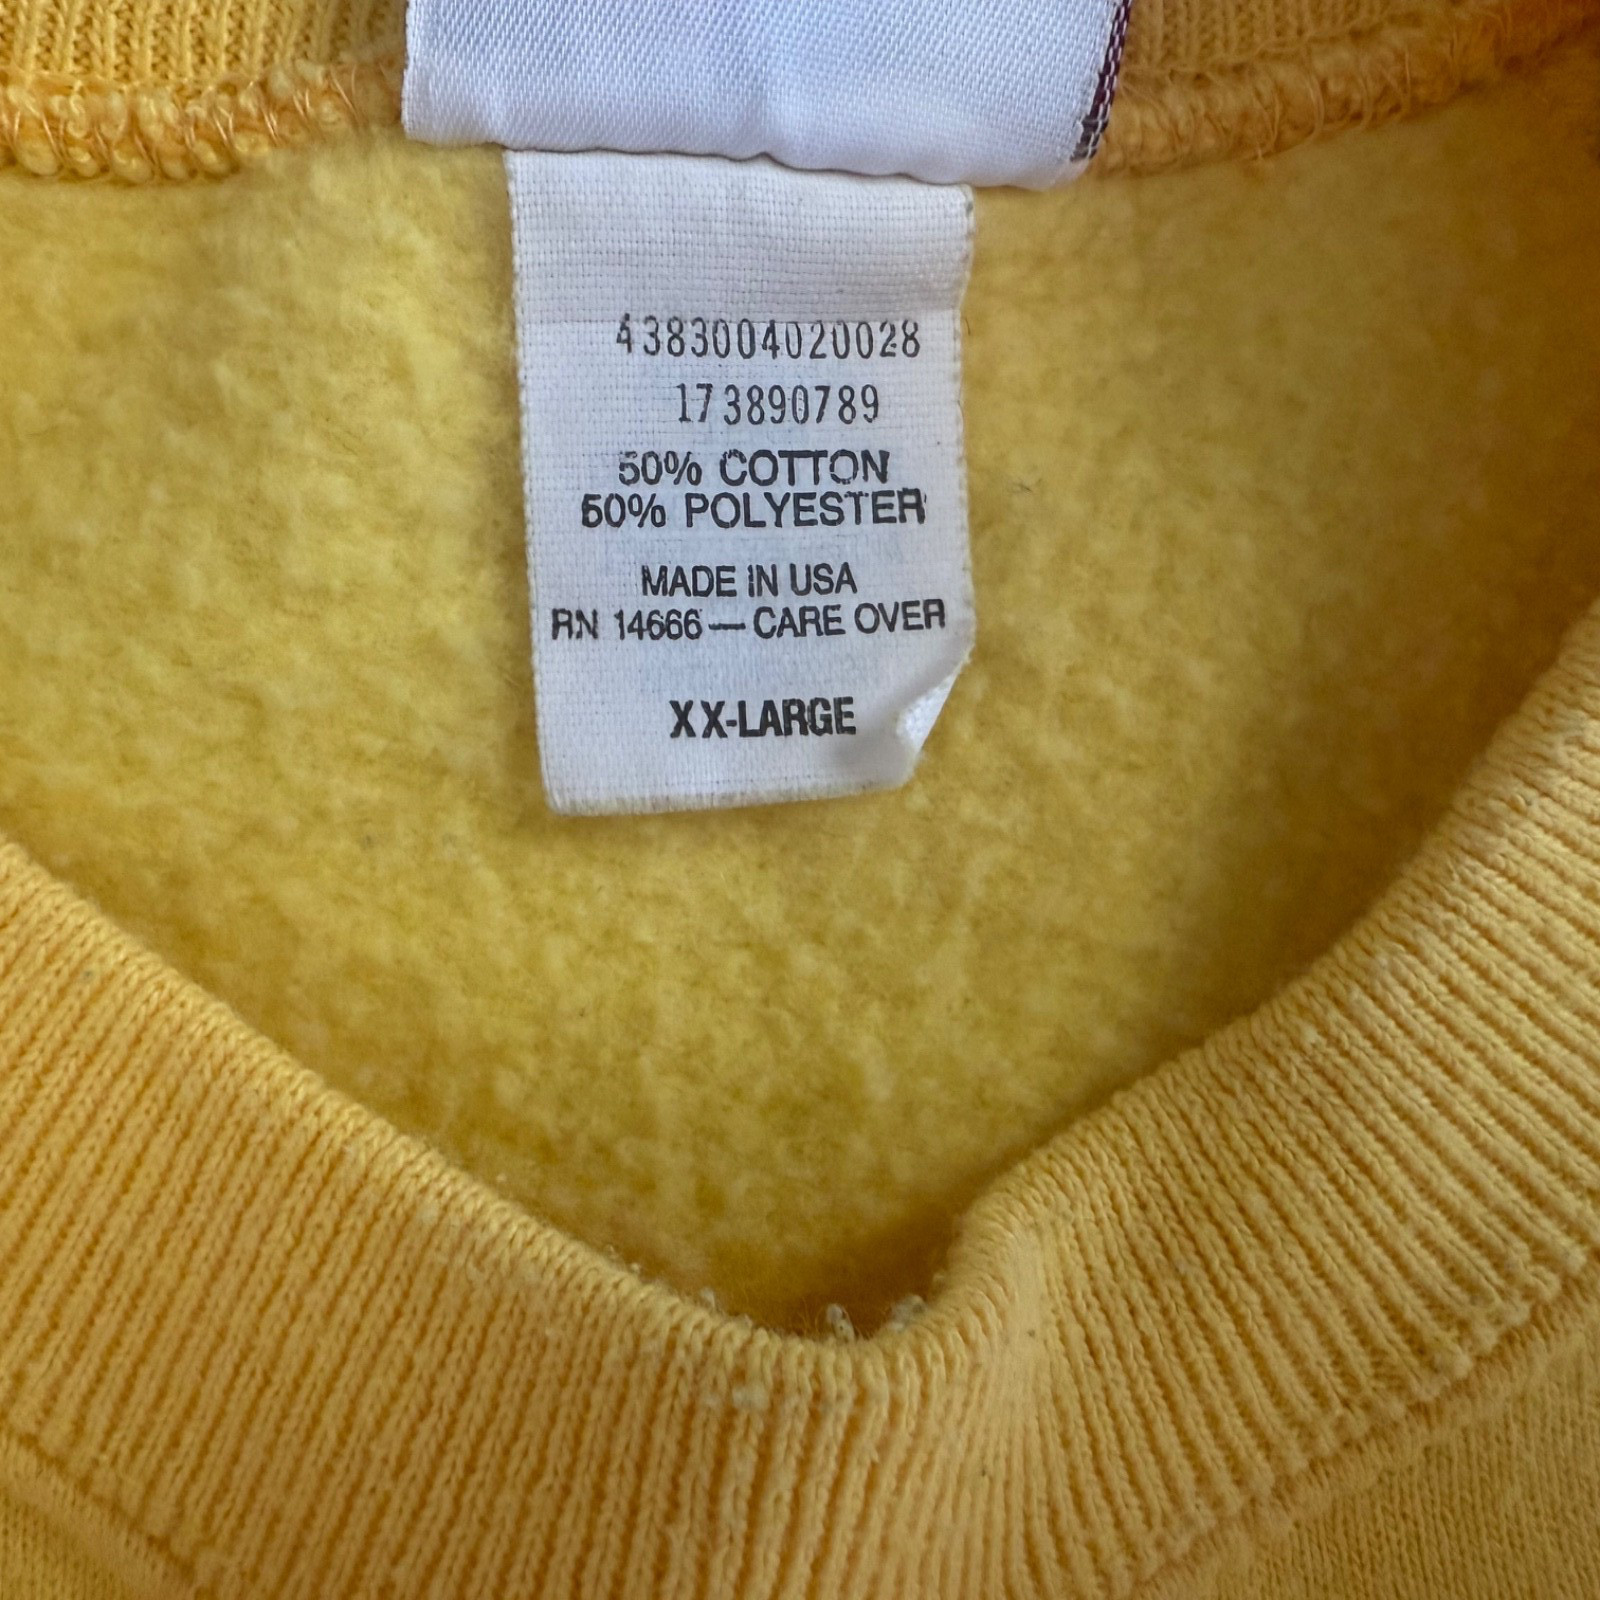 4383004020028
173890789
50% COTTON
50% POLYESTER
MADE IN USA
RN 14666 — CARE OVER
XX-LARGE